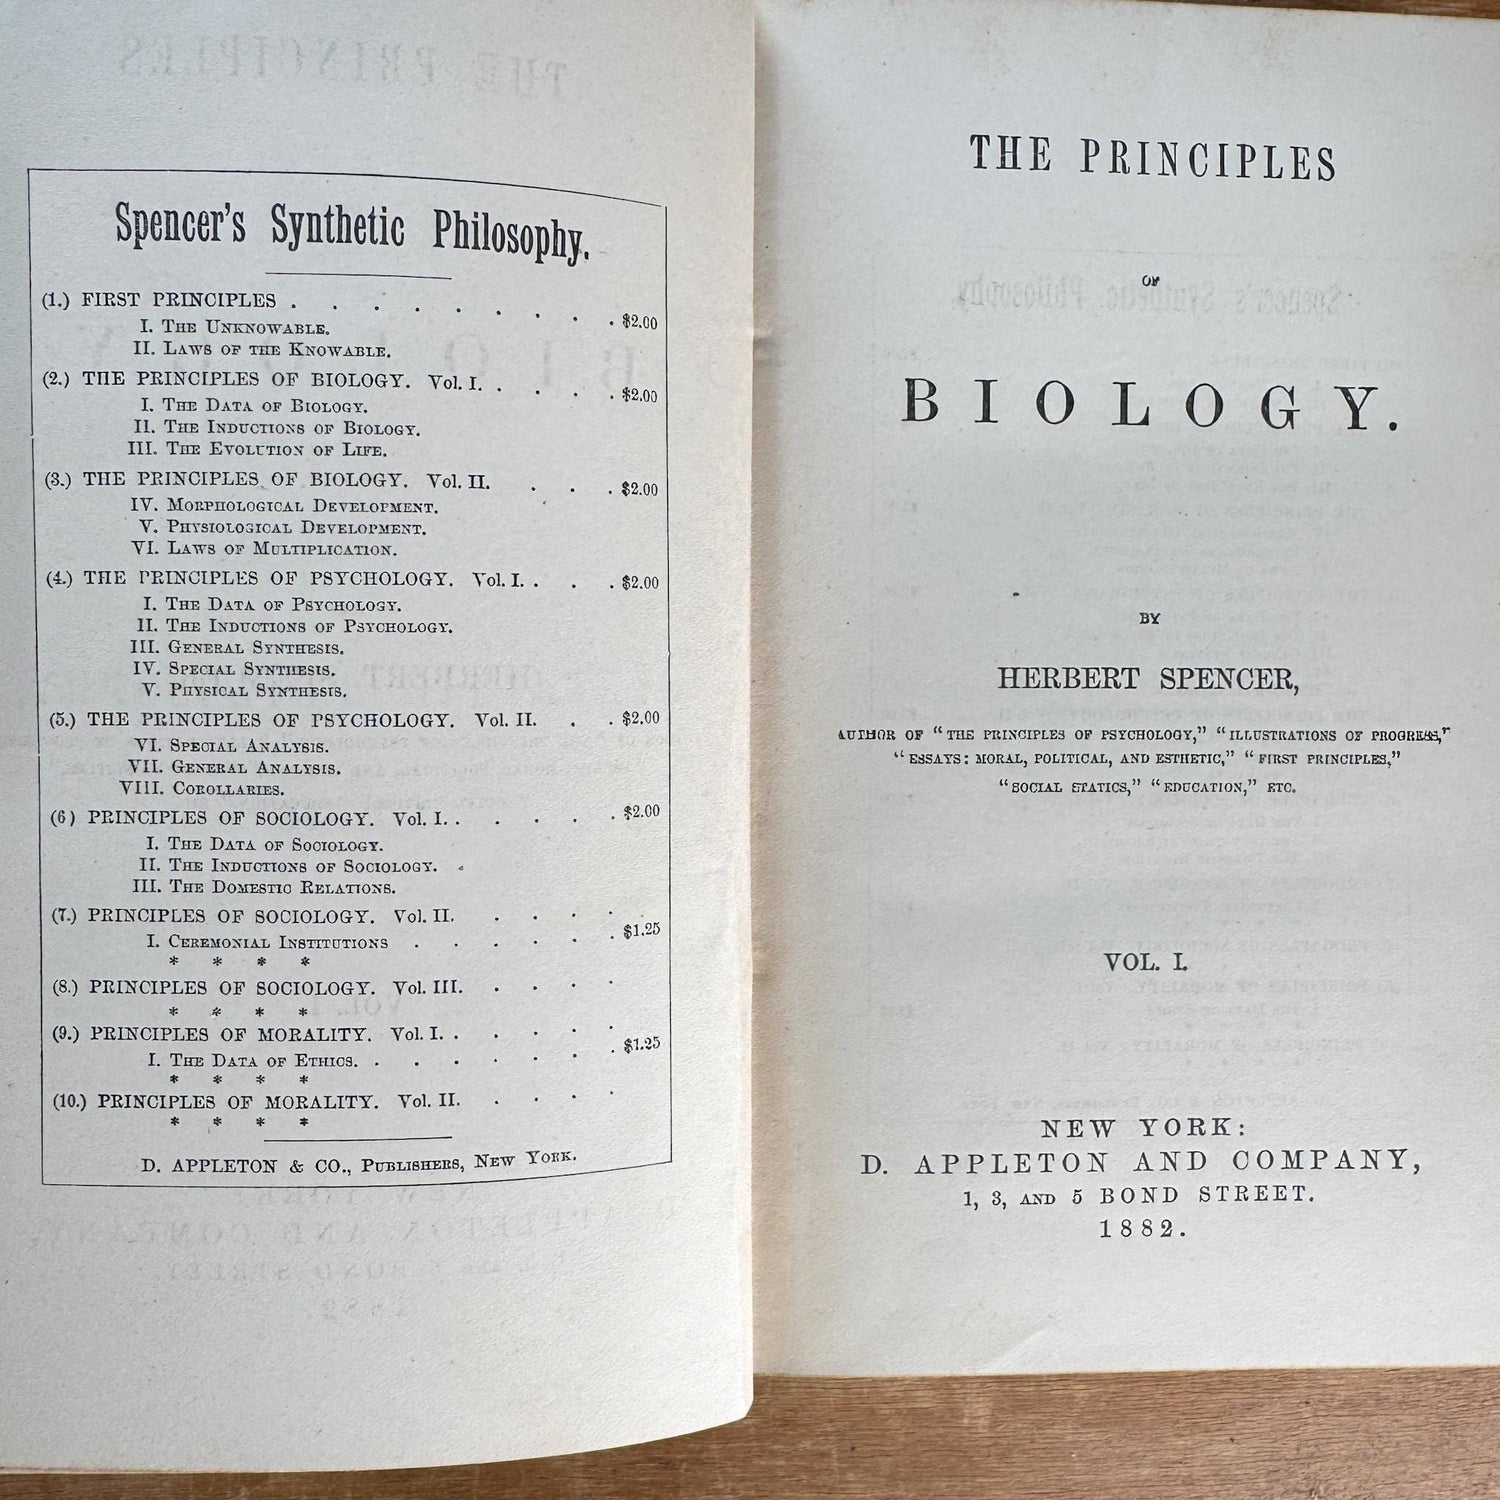 Spencer's Synthetic Philosophy.
(1.) FIRST PRINCIPLES . . . . . . . . . $2.00
I. The Unknowable.
II. Laws of the Knowable.
(2.) THE PRINCIPLES OF BIOLOGY. Vol. I. . . . . $2.00
I. The Data of Biology.
II. The Inductions of Biology.
III. The Evolution of Life.
(3.) THE PRINCIPLES OF BIOLOGY. Vol. II. . . . $2.00
IV. Morphological Development.
V. Physiological Development.
VI. Laws of Multiplication.
(4.) THE PRINCIPLES OF PSYCHOLOGY. Vol. I. . . . $2.00
I. The Data of Psychology.
II. The Inductions of Psychology.
III. General Synthesis.
IV. Special Synthesis.
V. Physical Synthesis.
(5.) THE PRINCIPLES OF PSYCHOLOGY. Vol. II. . . $2.00
VI. Special Analysis.
VII. General Analysis.
VIII. Corollaries.
(6) PRINCIPLES OF SOCIOLOGY. Vol. I. . . . . . $2.00
I. The Data of Sociology.
II. The Inductions of Sociology.
III. The Domestic Relations.
(7.) PRINCIPLES OF SOCIOLOGY. Vol. II. . . . .
I. Ceremonial Institutions . . . . . . $1.25
* * * *
(8.) PRINCIPLES OF SOCIOLOGY. Vol. III. . . . .
* * * *
(9.) PRINCIPLES OF MORALITY. Vol. I. . . . . .
I. The Data of Ethics. . . . . . . . $1.25
* * * *
(10.) PRINCIPLES OF MORALITY. Vol. II. . . . .
* * * *
D. APPLETON & CO., Publishers, New York.
THE PRINCIPLES
OF
BIOLOGY.
BY
HERBERT SPENCER,
AUTHOR OF "THE PRINCIPLES OF PSYCHOLOGY," "ILLUSTRATIONS OF PROGRESS,"
"ESSAYS: MORAL, POLITICAL, AND ESTHETIC," "FIRST PRINCIPLES,"
"SOCIAL STATICS," "EDUCATION," ETC.
VOL. I.
NEW YORK:
D. APPLETON AND COMPANY,
1, 3, AND 5 BOND STREET.
1882.